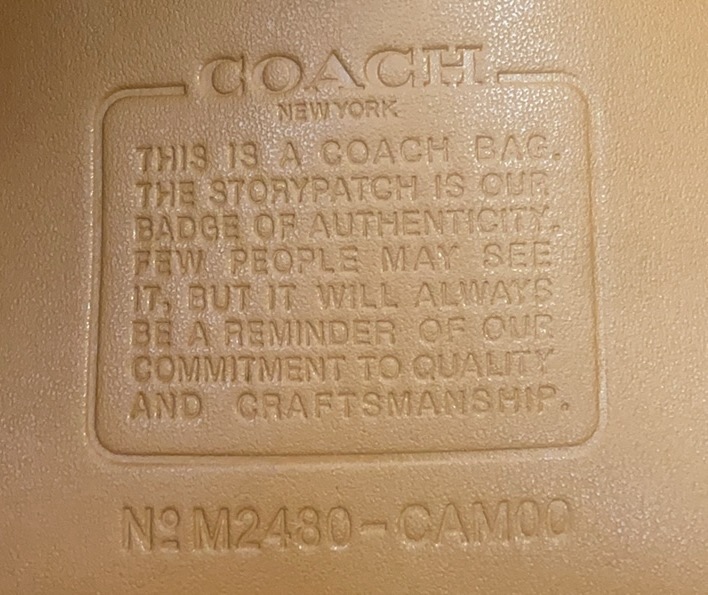 COACH
NEW YORK
THIS IS A COACH BAG.
THE STORYPATCH IS OUR
BADGE OF AUTHENTICITY.
FEW PEOPLE MAY SEE
IT, BUT IT WILL ALWAYS
BE A REMINDER OF OUR
COMMITMENT TO QUALITY
AND CRAFTSMANSHIP.
Nº M2480-CAM00